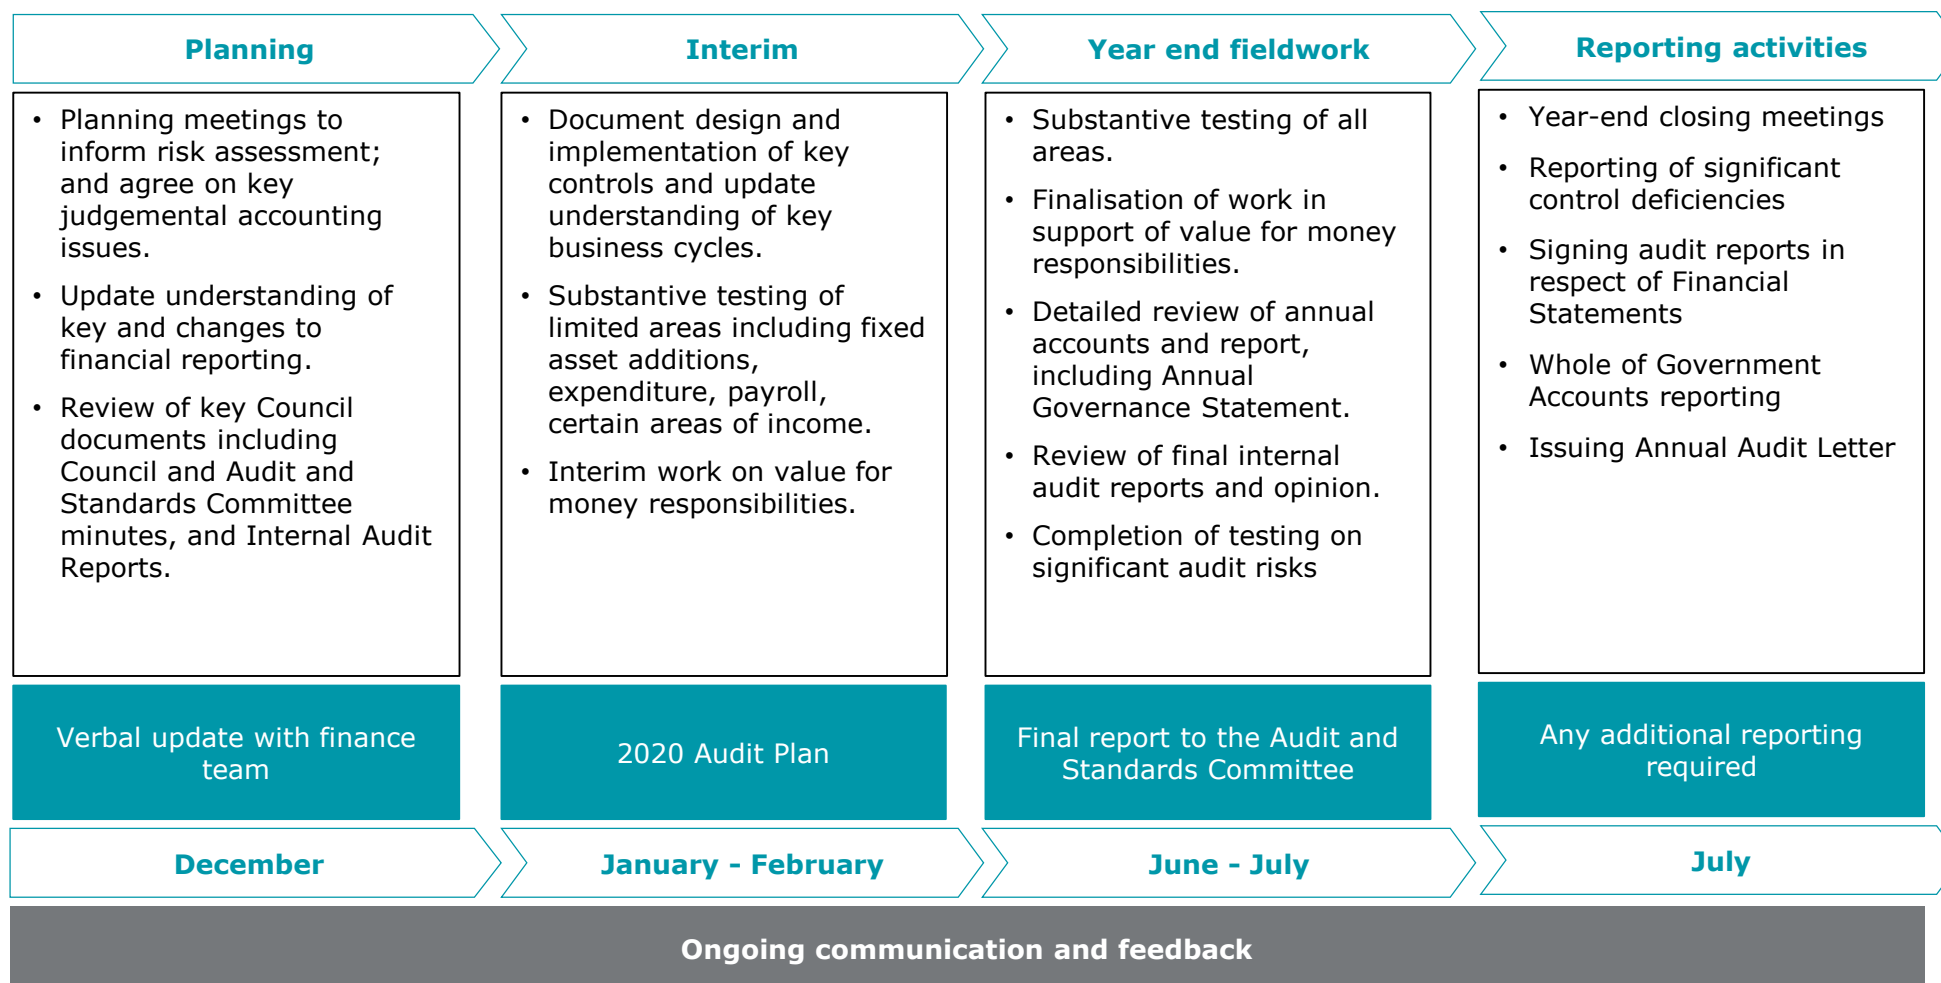 Planning
Interim
Year end fieldwork
Reporting activities
• Planning meetings to
inform risk assessment;
and agree on key
judgemental accounting
issues.
• Update understanding of
key and changes to
financial reporting.
• Review of key Council
documents including
Council and Audit and
Standards Committee
minutes, and Internal Audit
Reports.
• Document design and
implementation of key
controls and update
understanding of key
business cycles.
• Substantive testing of
limited areas including fixed
asset additions,
expenditure, payroll,
certain areas of income.
• Interim work on value for
money responsibilities.
• Substantive testing of all
areas.
• Finalisation of work in
support of value for money
responsibilities.
• Detailed review of annual
accounts and report,
including Annual
Governance Statement.
• Review of final internal
audit reports and opinion.
• Completion of testing on
significant audit risks
• Year-end closing meetings
• Reporting of significant
control deficiencies
• Signing audit reports in
respect of Financial
Statements
• Whole of Government
Accounts reporting
• Issuing Annual Audit Letter
Verbal update with finance
team
2020 Audit Plan
Final report to the Audit and
Standards Committee
Any additional reporting
required
December
January - February
June - July
July
Ongoing communication and feedback